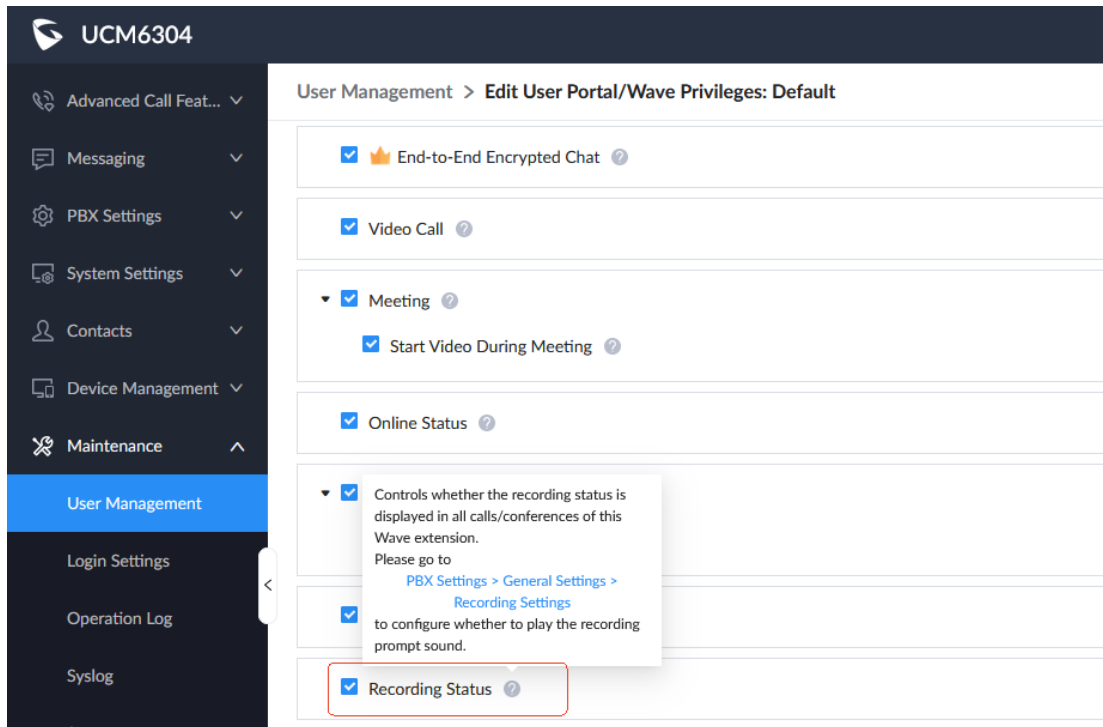 UCM6304
Advanced Call Feat...
Messaging
PBX Settings
System Settings
Contacts
Device Management
Maintenance
User Management
Login Settings
Operation Log
Syslog
User Management > Edit User Portal/Wave Privileges: Default
End-to-End Encrypted Chat
Video Call
Meeting
Start Video During Meeting
Online Status
Controls whether the recording status is
displayed in all calls/conferences of this
Wave extension.
Please go to
PBX Settings > General Settings >
Recording Settings
to configure whether to play the recording
prompt sound.
Recording Status